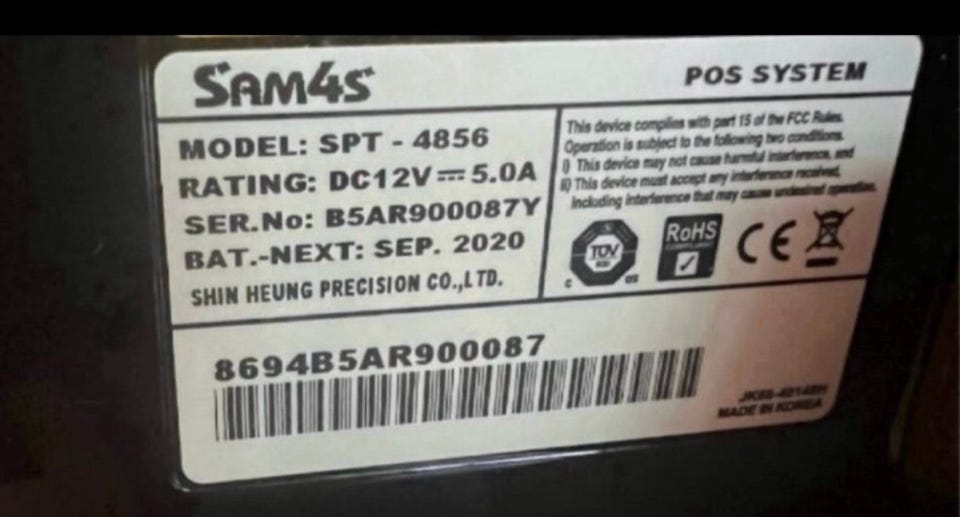 SAM4S
POS SYSTEM
MODEL: SPT - 4856
RATING: DC12V⎓5.0A
SER.No: B5AR900087Y
BAT.-NEXT: SEP. 2020
SHIN HEUNG PRECISION CO.,LTD.
This device complies with part 15 of the FCC Rules.
Operation is subject to the following two conditions.
i) This device may not cause harmful interference, and
ii) This device must accept any interference received,
including interference that may cause undesired operation.
TÜV
C US
RoHS
COMPLIANT
CE
8694B5AR900087
MADE IN KOREA